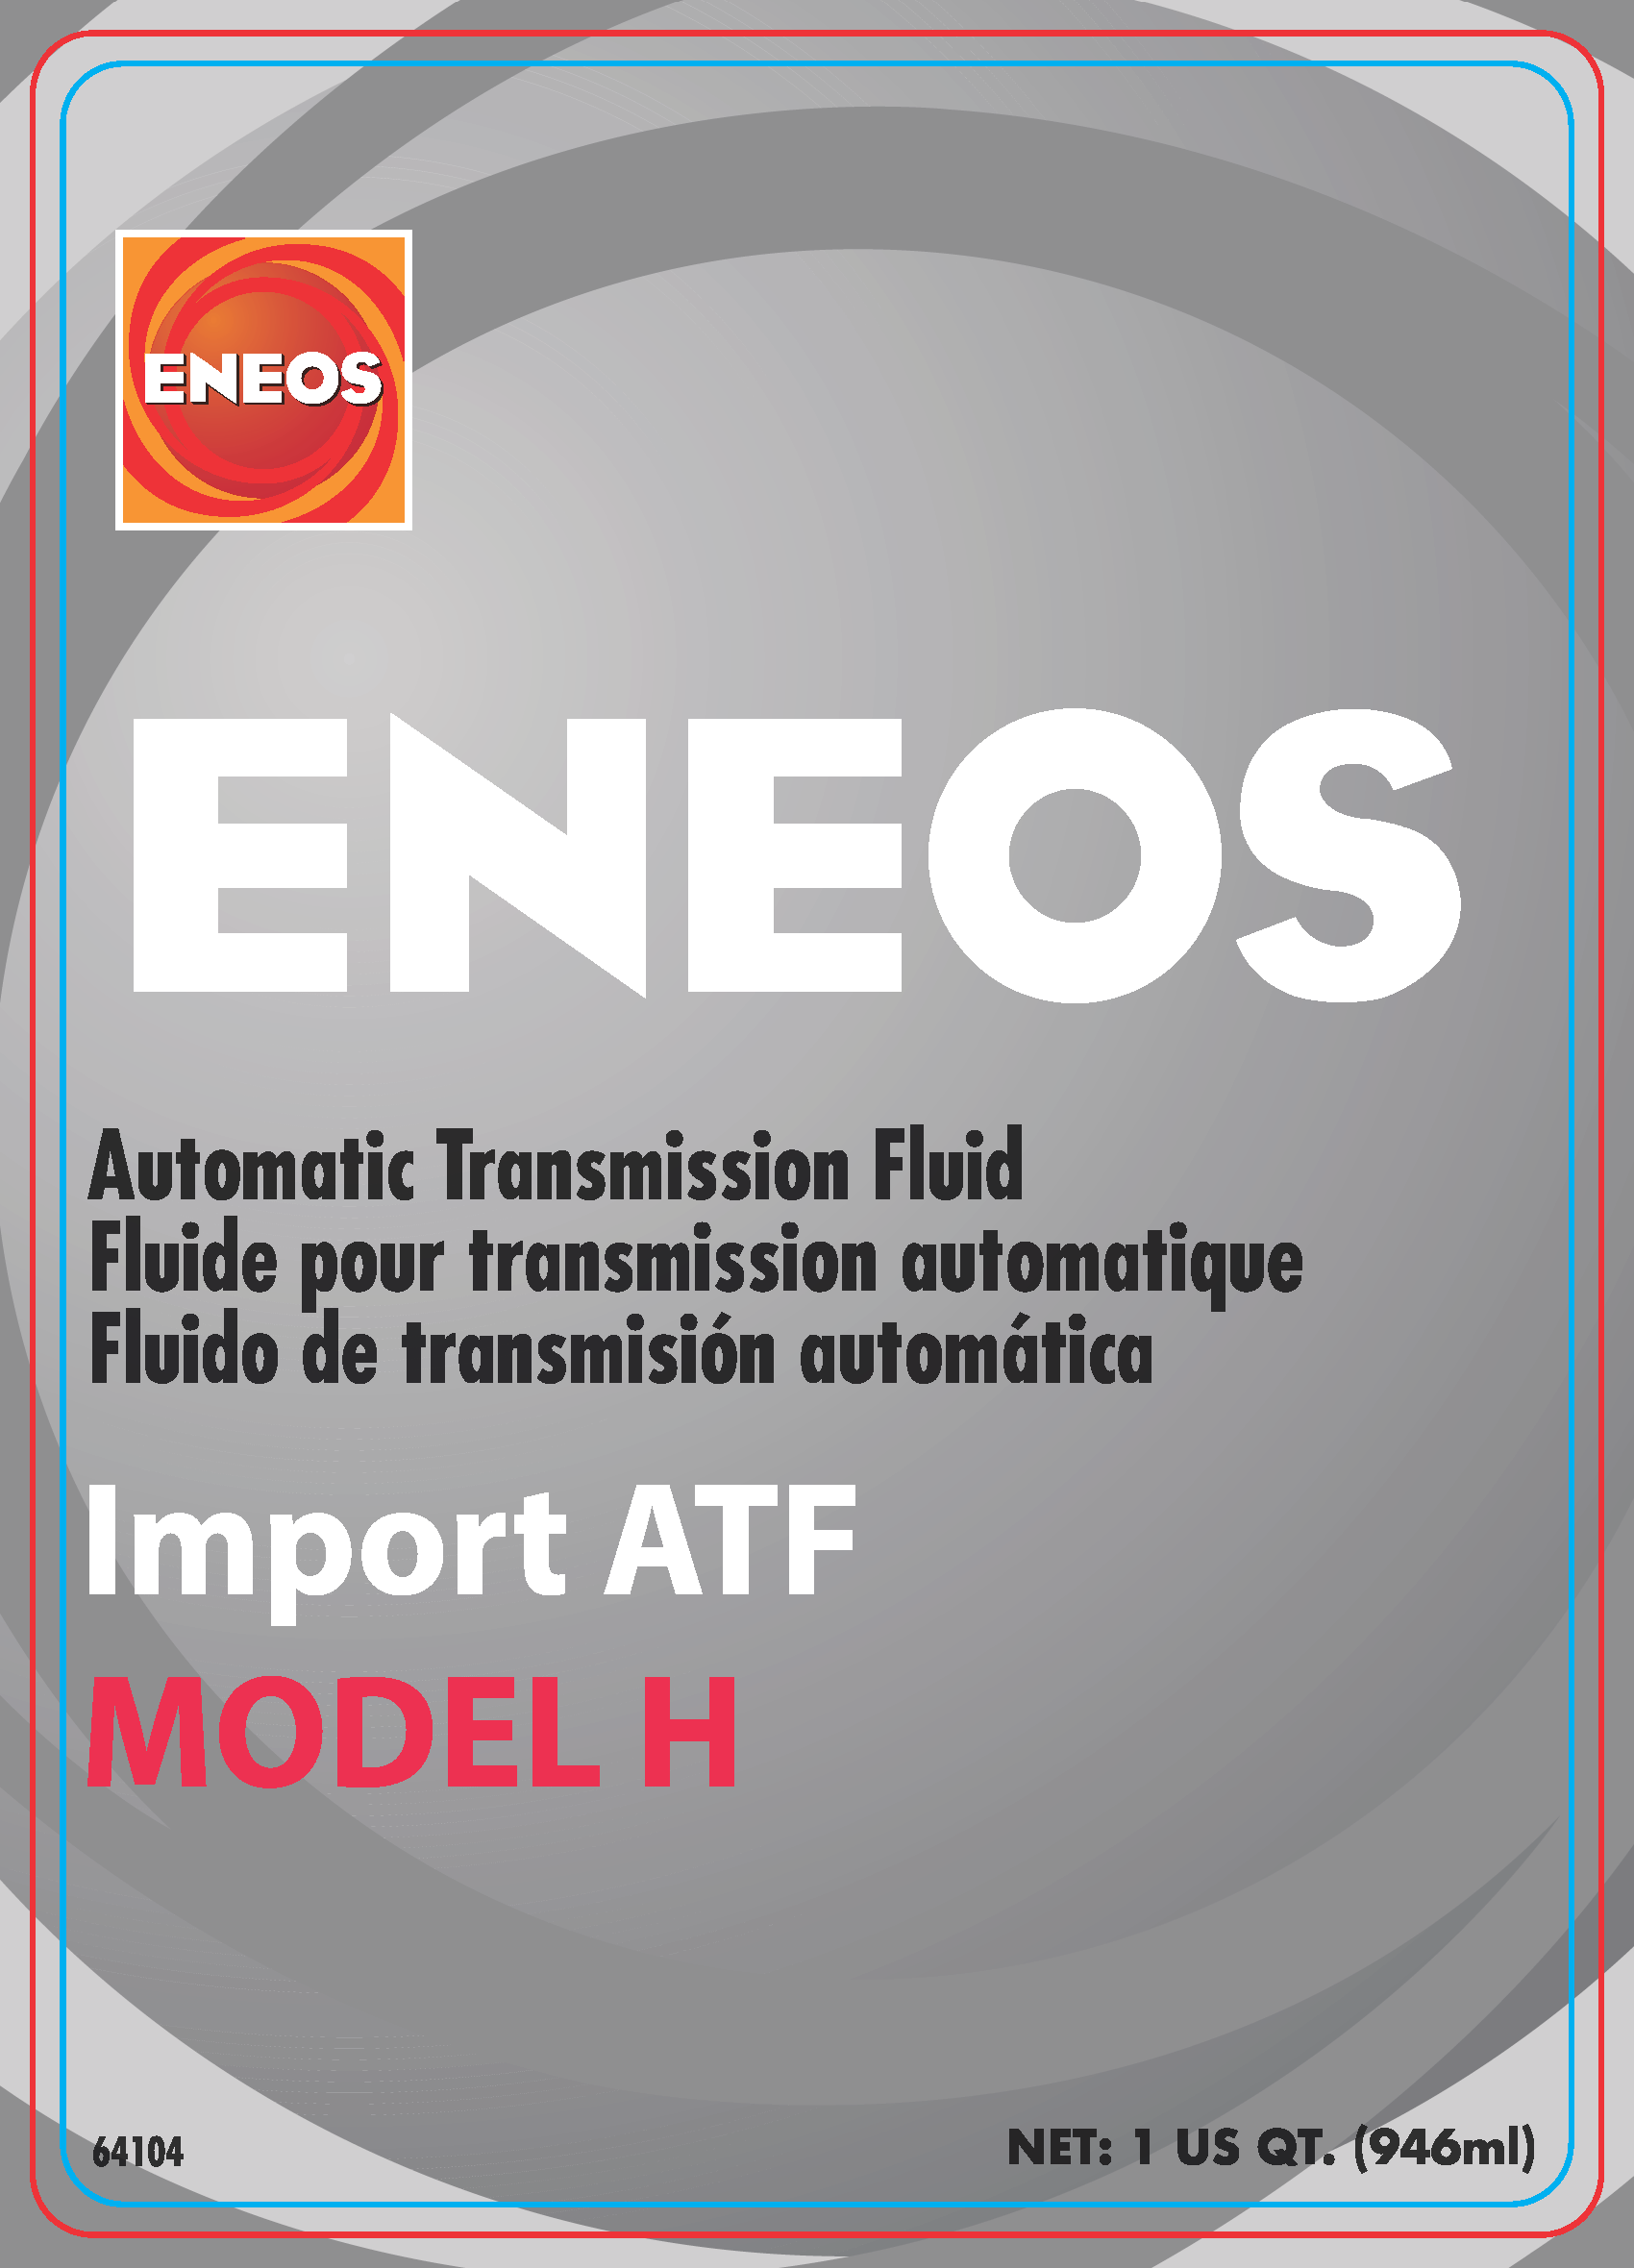 ENEOS
ENEOS
Automatic Transmission Fluid
Fluide pour transmission automatique
Fluido de transmisión automática
Import ATF
MODEL H
64104
NET: 1 US QT. (946ml)